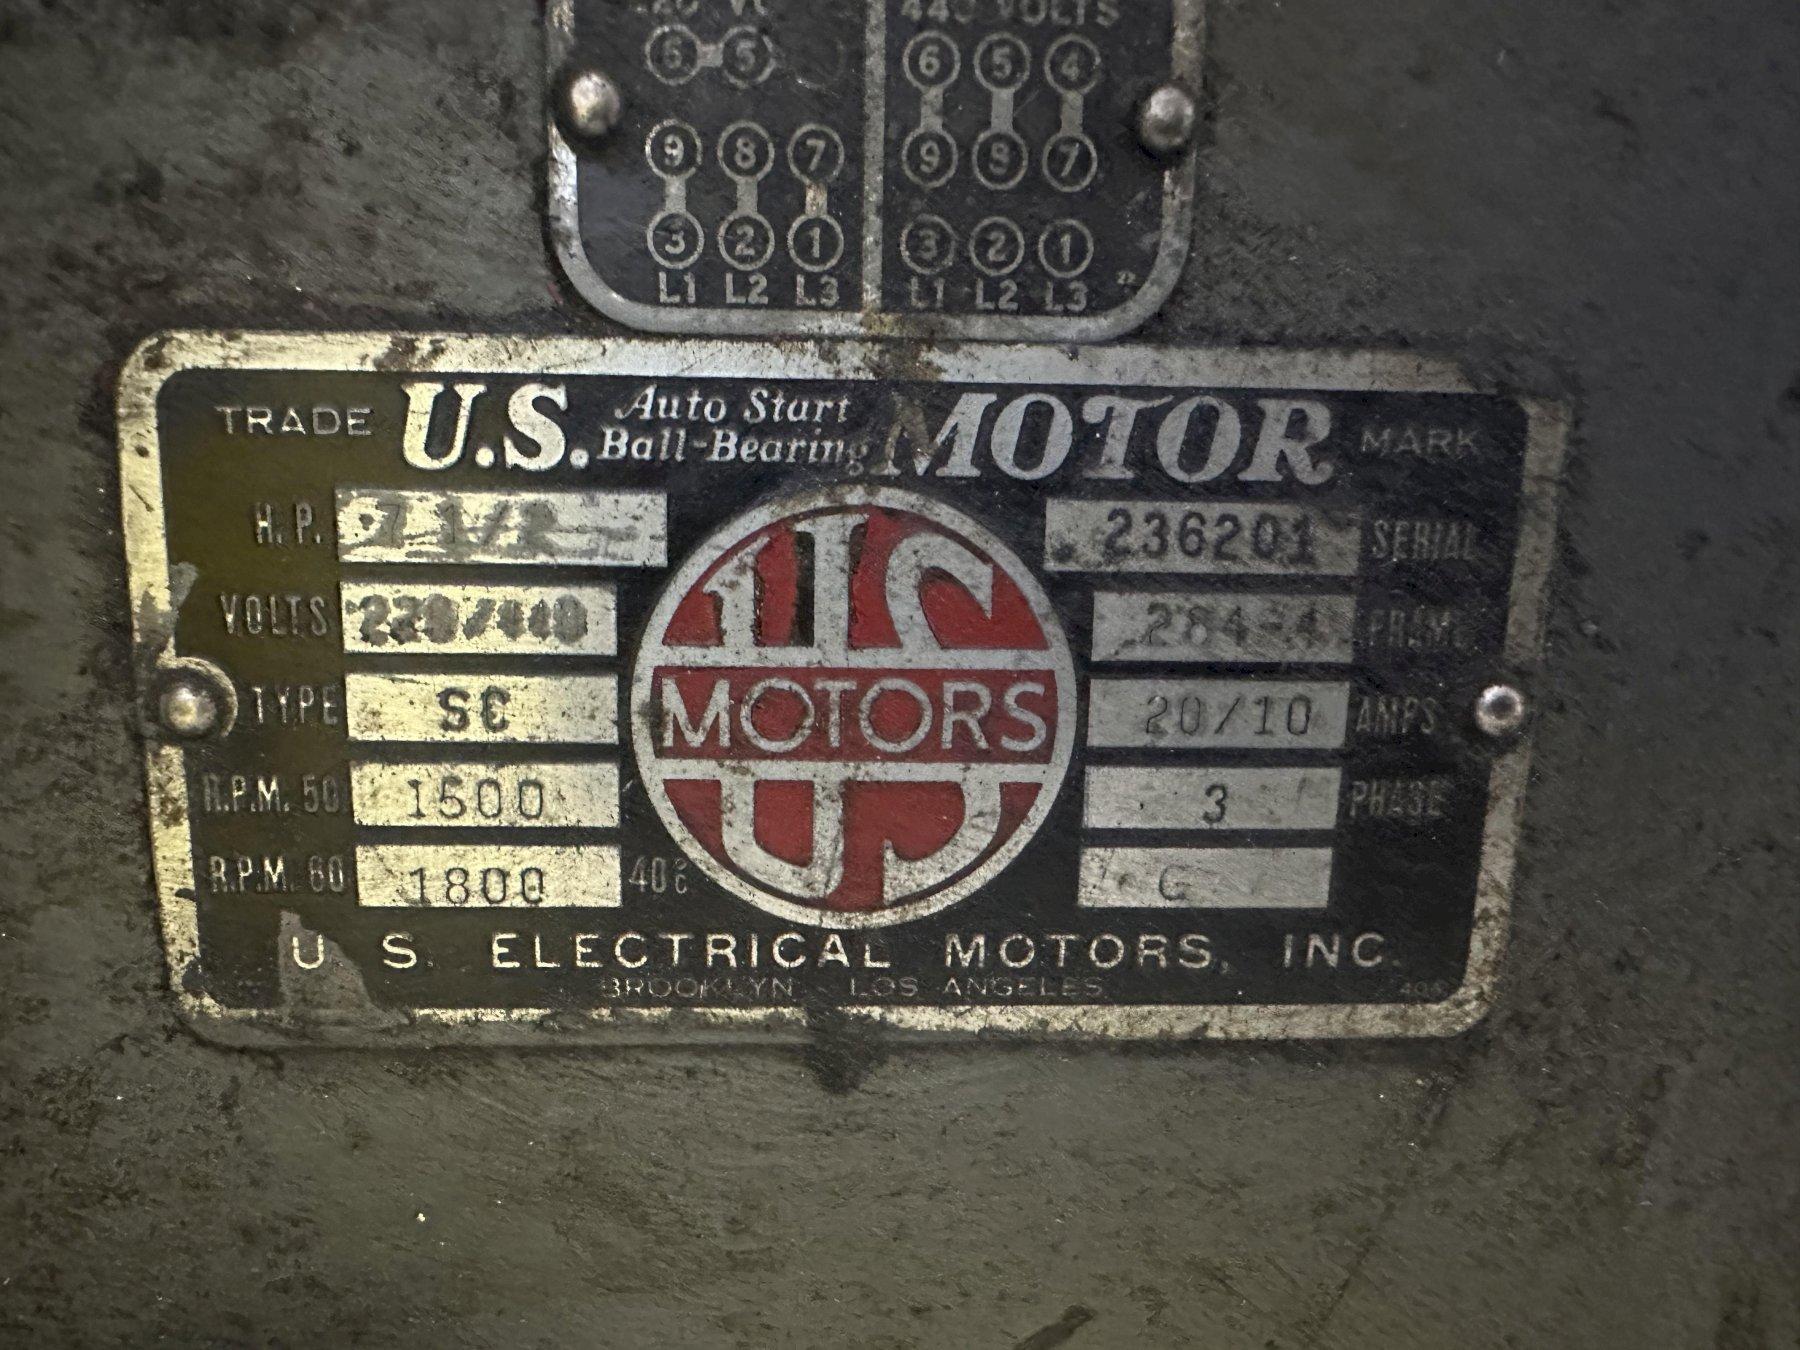 440 VOLTS
6 5 6 5 4
9 8 7 9 8 7
3 2 1 3 2 1
L1 L2 L3 L1 L2 L3
TRADE U.S. Auto Start Ball-Bearing MOTOR MARK
H.P. 7 1/2 236201 SERIAL
VOLTS 220/440 284-4 FRAME
TYPE SC 20/10 AMPS
R.P.M. 50 1500 3 PHASE
R.P.M. 60 1800 40°C G
US
MOTORS
U.S. ELECTRICAL MOTORS, INC.
BROOKLYN LOS ANGELES